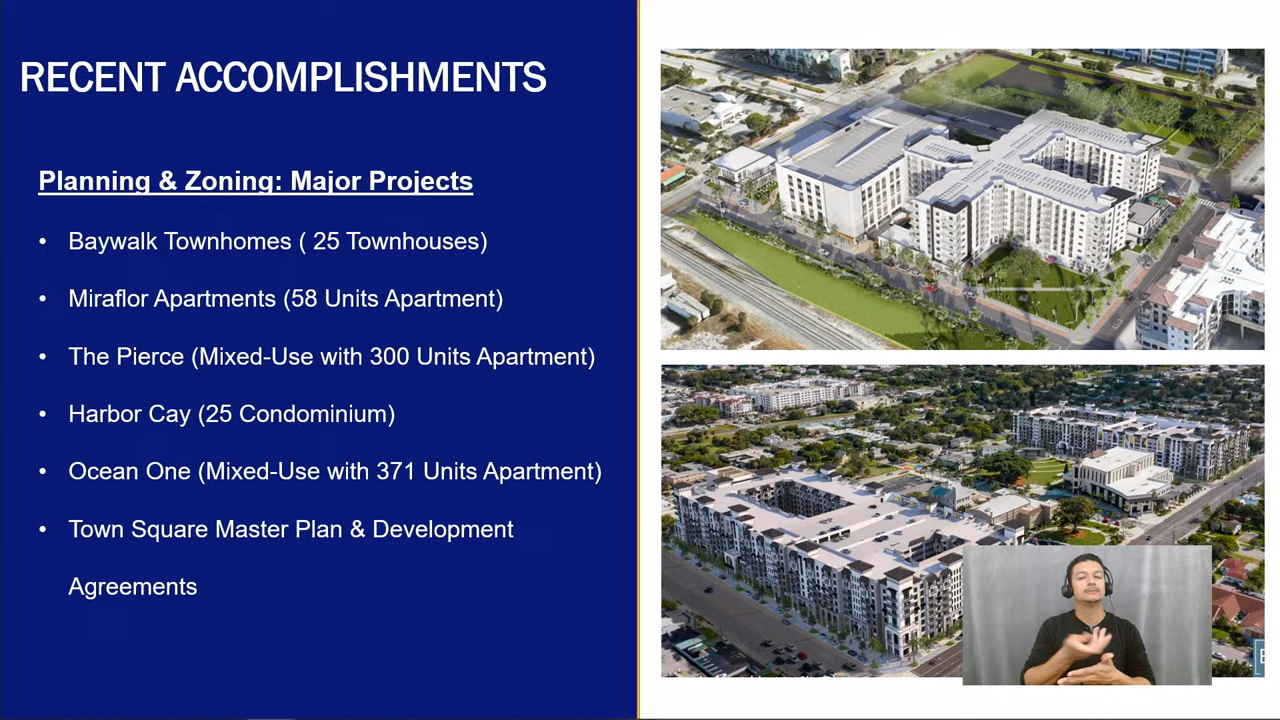 RECENT ACCOMPLISHMENTS
Planning & Zoning: Major Projects
• Baywalk Townhomes ( 25 Townhouses)
• Miraflor Apartments (58 Units Apartment)
• The Pierce (Mixed-Use with 300 Units Apartment)
• Harbor Cay (25 Condominium)
• Ocean One (Mixed-Use with 371 Units Apartment)
• Town Square Master Plan & Development
Agreements